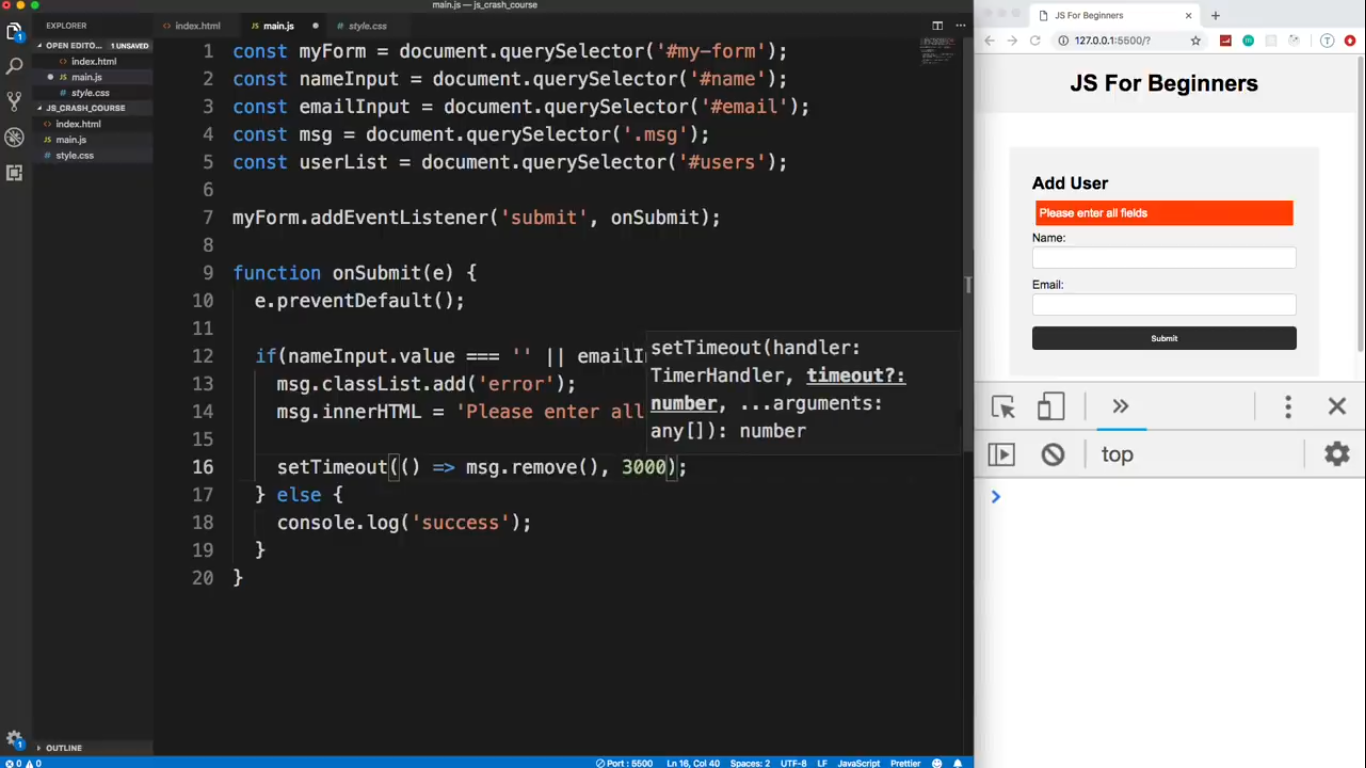 main.js — js_crash_course
EXPLORER
OPEN EDITO... 1 UNSAVED
index.html
main.js
style.css
JS_CRASH_COURSE
index.html
main.js
style.css
OUTLINE
index.html
main.js
style.css
1 const myForm = document.querySelector('#my-form');
2 const nameInput = document.querySelector('#name');
3 const emailInput = document.querySelector('#email');
4 const msg = document.querySelector('.msg');
5 const userList = document.querySelector('#users');
6
7 myForm.addEventListener('submit', onSubmit);
8
9 function onSubmit(e) {
10 e.preventDefault();
11
12 if(nameInput.value === '' || emailI
13 msg.classList.add('error');
14 msg.innerHTML = 'Please enter all
15
16 setTimeout(() => msg.remove(), 3000);
17 } else {
18 console.log('success');
19 }
20 }
setTimeout(handler:
TimerHandler, timeout?:
number, ...arguments:
any[]): number
0 0
Port : 5500 Ln 16, Col 40 Spaces: 2 UTF-8 LF JavaScript Prettier
JS For Beginners
127.0.0.1:5500/?
JS For Beginners
Add User
Please enter all fields
Name:
Email:
Submit
top